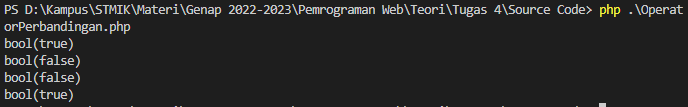 PS D:\Kampus\STMIK\Materi\Genap 2022-2023\Pemrograman Web\Teori\Tugas 4\Source Code> php .\Operat
orPerbandingan.php
bool(true)
bool(false)
bool(false)
bool(true)